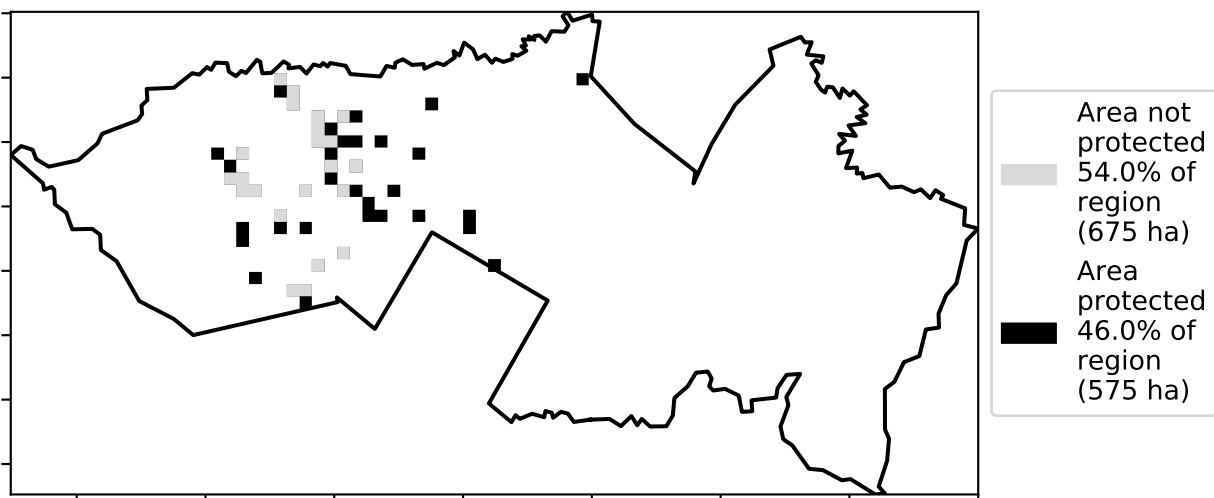 Area not
protected
54.0% of
region
(675 ha)
Area
protected
46.0% of
region
(575 ha)